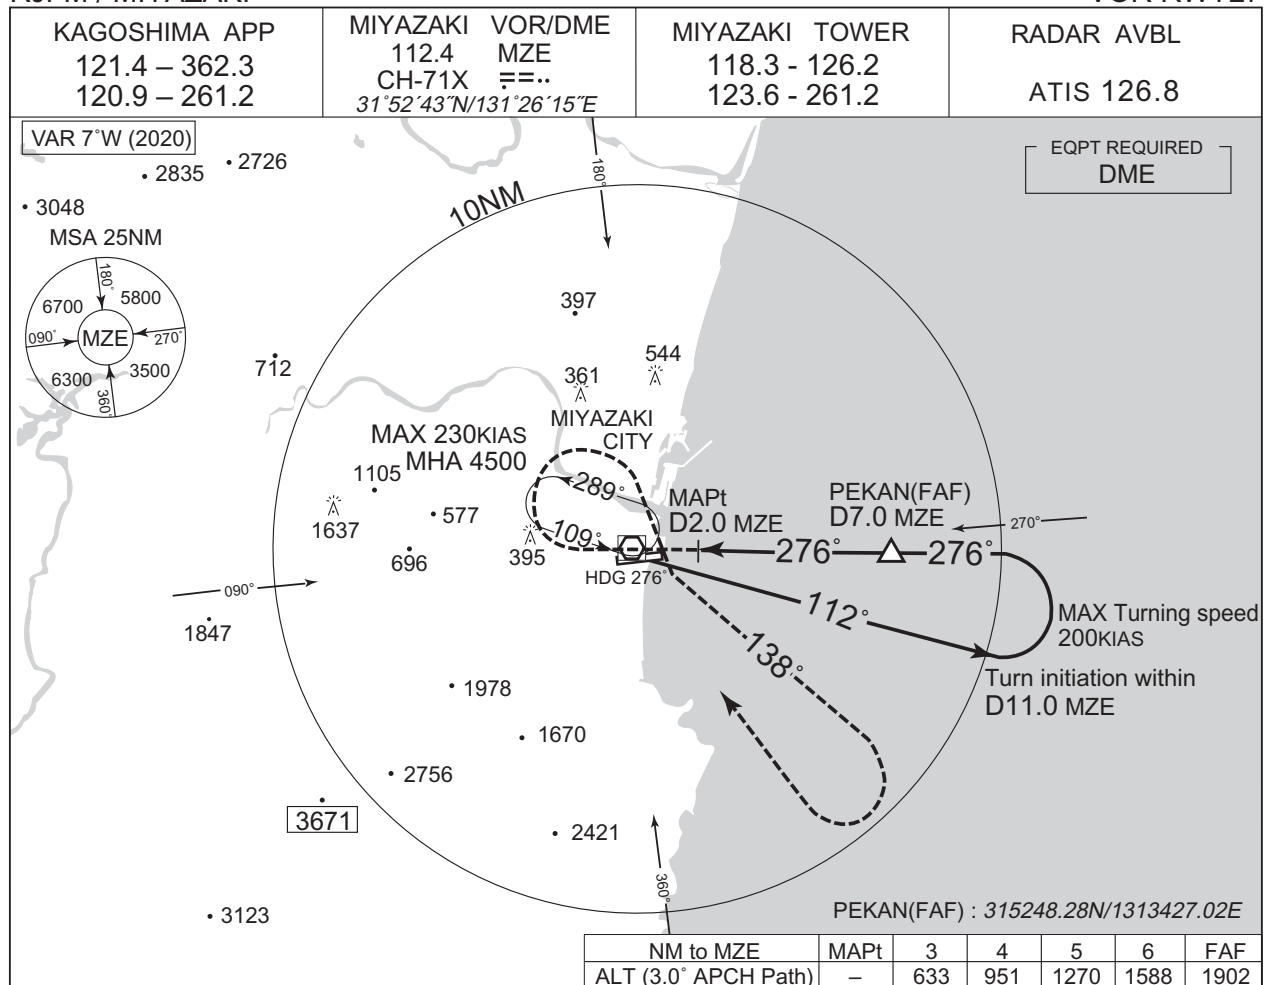 KAGOSHIMA APP
121.4 – 362.3
120.9 – 261.2
MIYAZAKI VOR/DME
112.4 MZE
CH-71X
31˚52´43˝N/131˚26´15˝E
MIYAZAKI TOWER
118.3 - 126.2
123.6 - 261.2
RADAR AVBL
ATIS 126.8
VAR 7˚W (2020)
EQPT REQUIRED
DME
2726
2835
3048
MSA 25NM
180˚
6700
5800
090˚
MZE
270˚
6300
3500
360˚
10NM
180˚
397
544
712
361
MIYAZAKI
CITY
MAX 230KIAS
MHA 4500
1105
577
1637
696
395
289˚
109˚
HDG 276˚
MAPt
D2.0 MZE
PEKAN(FAF)
D7.0 MZE
270˚
276˚
276˚
112˚
138˚
MAX Turning speed
200KIAS
Turn initiation within
D11.0 MZE
090˚
1847
1978
1670
2756
3671
2421
360˚
3123
PEKAN(FAF) : 315248.28N/1313427.02E
NM to MZE MAPt 3 4 5 6 FAF
ALT (3.0˚ APCH Path) – 633 951 1270 1588 1902